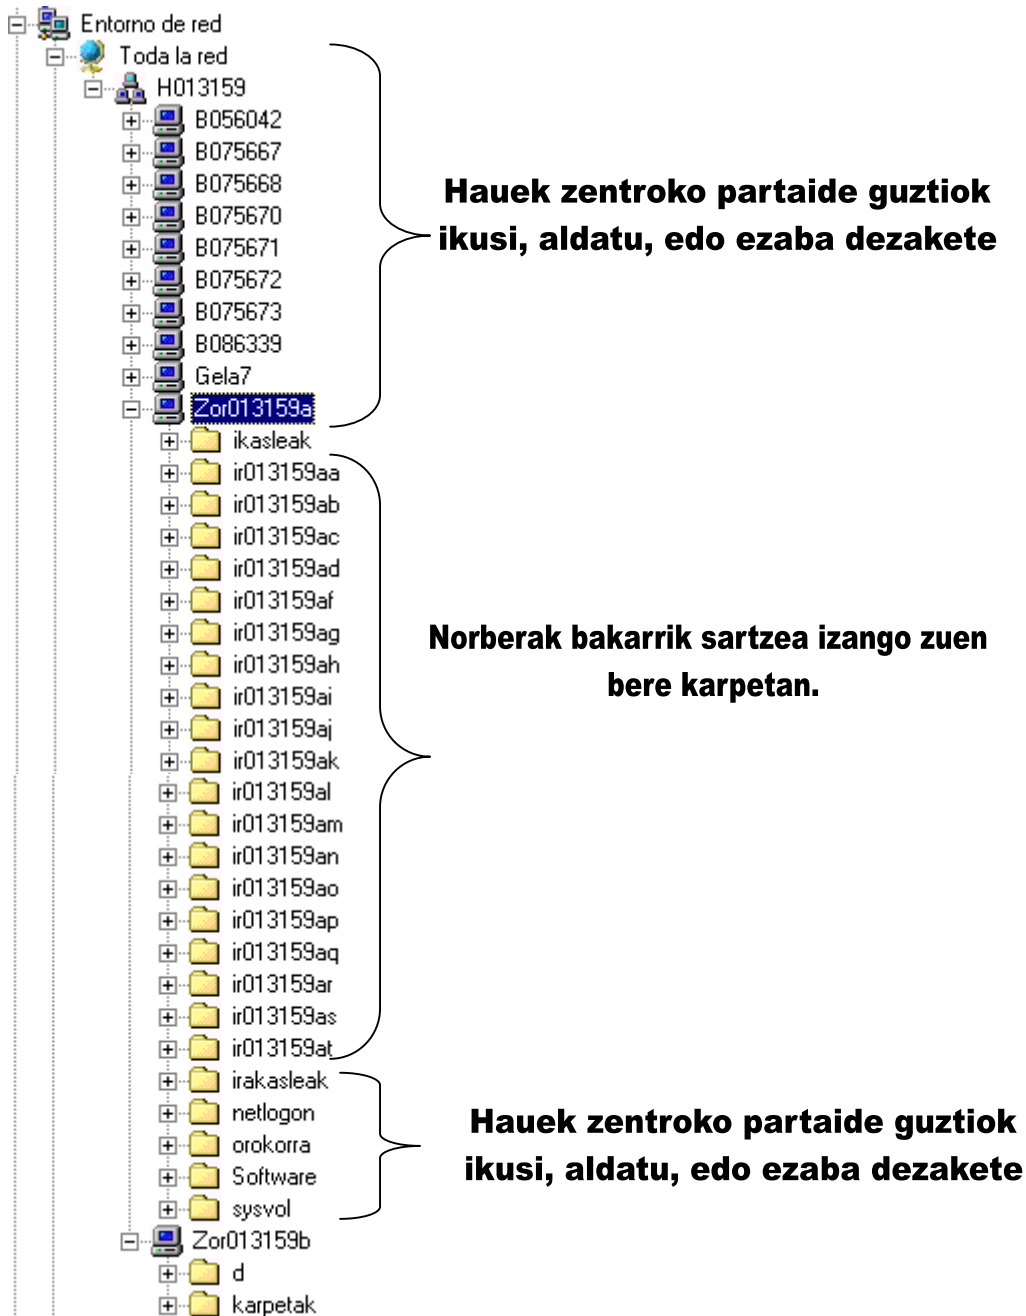 Entorno de red
Toda la red
H013159
B056042
B075667
B075668
B075670
B075671
B075672
B075673
B086339
Gela7
Zor013159a
ikasleak
ir013159aa
ir013159ab
ir013159ac
ir013159ad
ir013159af
ir013159ag
ir013159ah
ir013159ai
ir013159aj
ir013159ak
ir013159al
ir013159am
ir013159an
ir013159ao
ir013159ap
ir013159aq
ir013159ar
ir013159as
ir013159at
irakasleak
netlogon
orokorra
Software
sysvol
Zor013159b
d
karpetak
Hauek zentroko partaide guztiok
ikusi, aldatu, edo ezaba dezakete
Norberak bakarrik sartzea izango zuen
bere karpetan.
Hauek zentroko partaide guztiok
ikusi, aldatu, edo ezaba dezakete